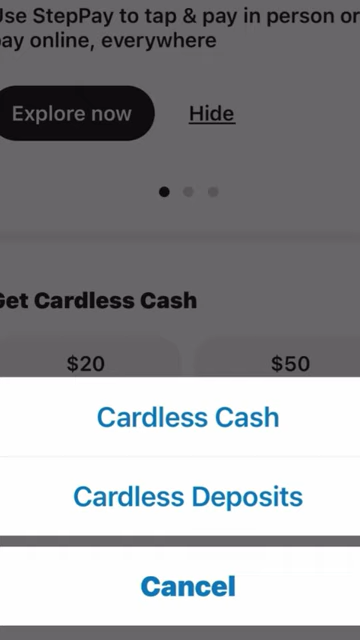 Use StepPay to tap & pay in person or
pay online, everywhere
Explore now
Hide
Get Cardless Cash
$20
$50
Cardless Cash
Cardless Deposits
Cancel